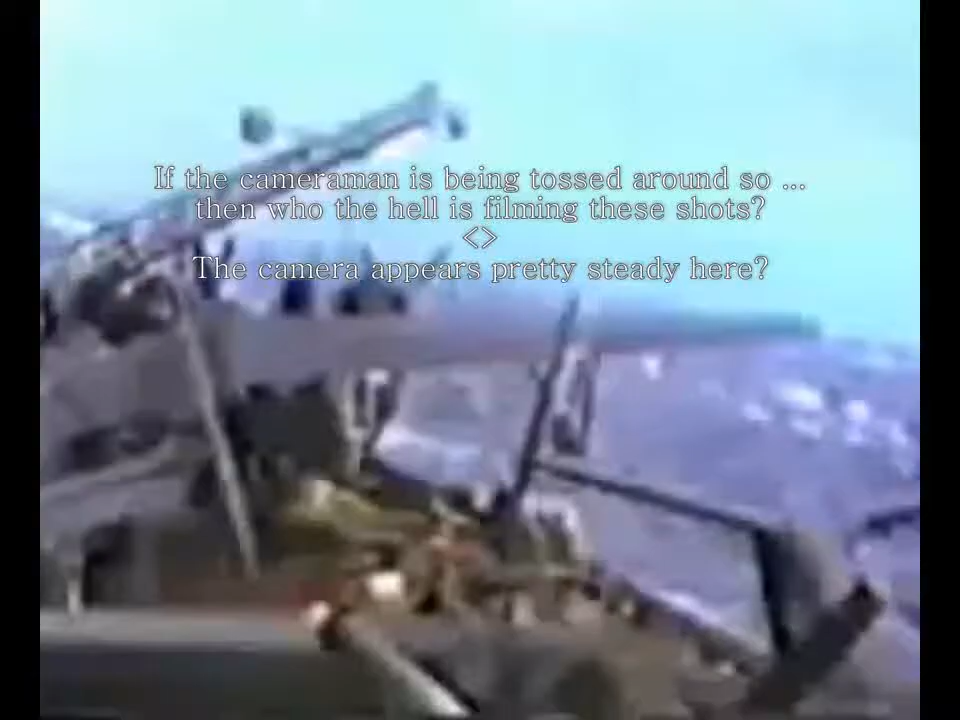 If the cameraman is being tossed around so ...
then who the hell is filming these shots?
<>
The camera appears pretty steady here?